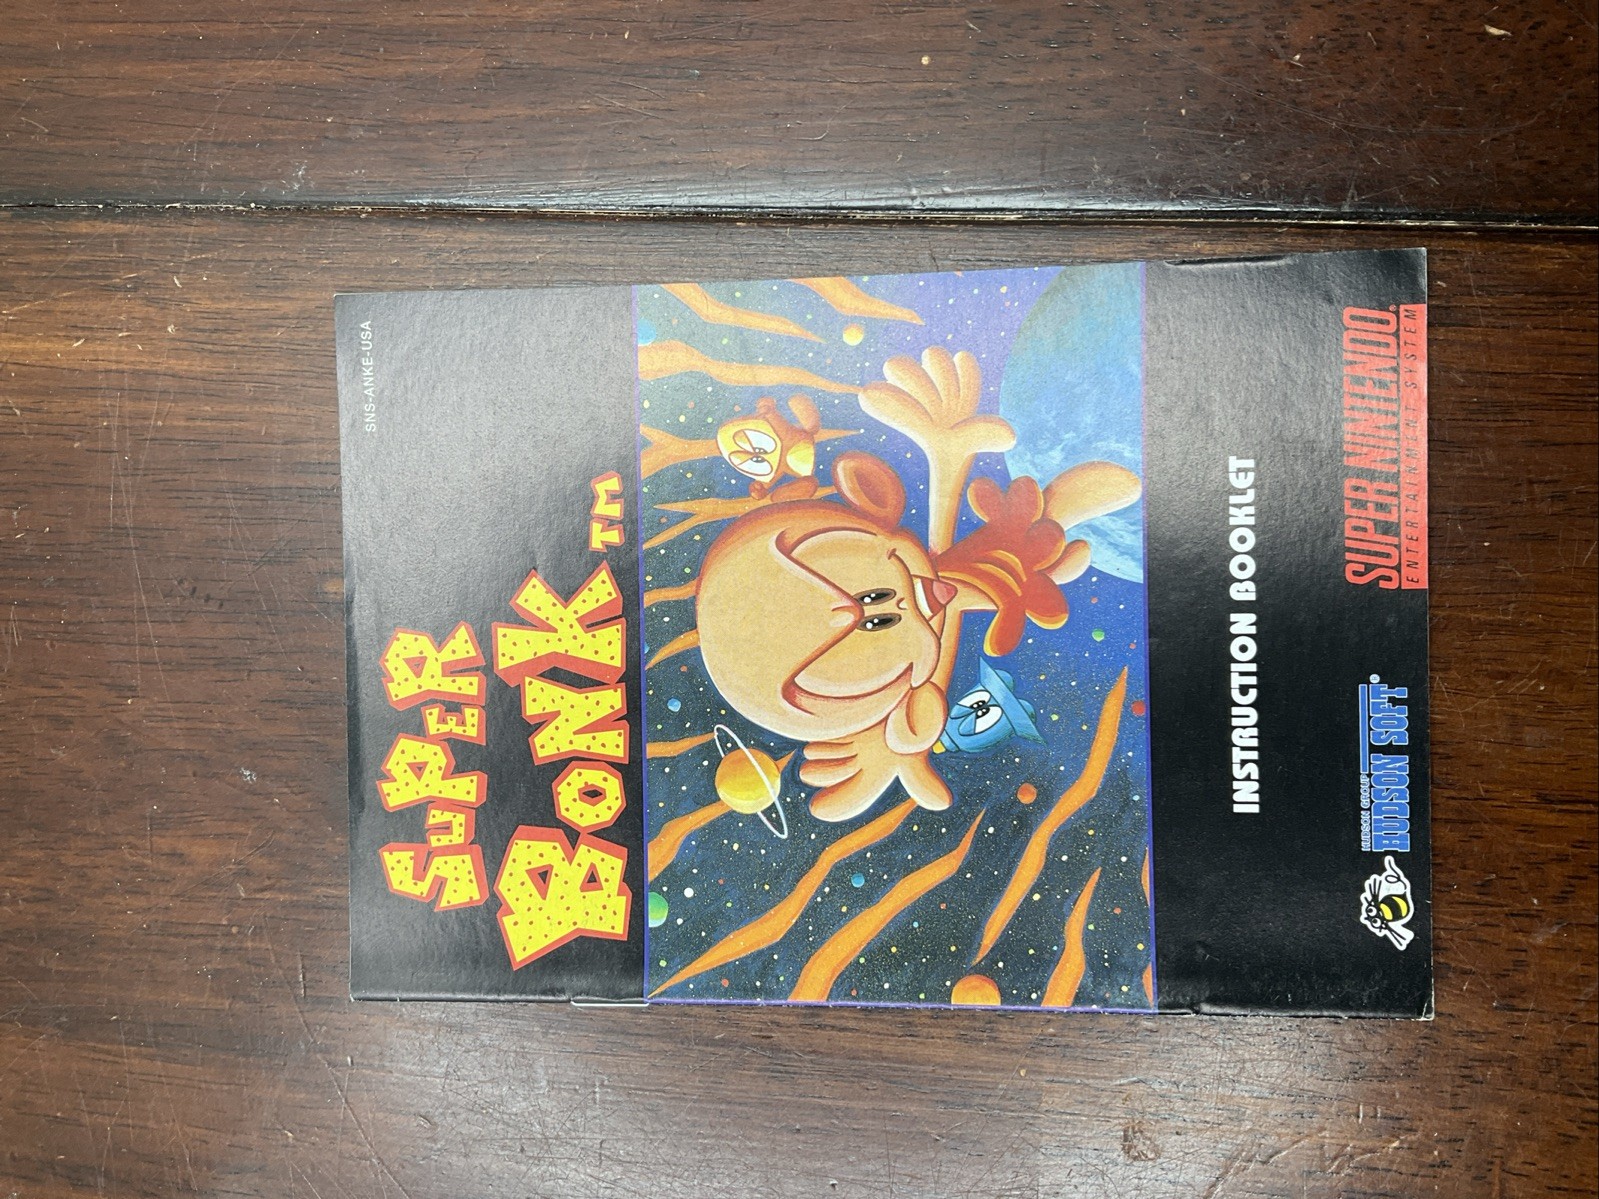 SNS-ANKE-USA
SUPER
BONK™
INSTRUCTION BOOKLET
HUDSON GROUP
HUDSON SOFT®
SUPER NINTENDO®
ENTERTAINMENT SYSTEM